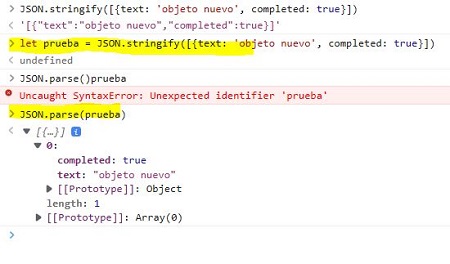 > JSON.stringify([{text: 'objeto nuevo', completed: true}])
< '[{"text":"objeto nuevo","completed":true}]'
> let prueba = JSON.stringify([{text: 'objeto nuevo', completed: true}])
< undefined
> JSON.parse()prueba
Uncaught SyntaxError: Unexpected identifier 'prueba'
> JSON.parse(prueba)
< ▼ [{…}] i
▼ 0:
completed: true
text: "objeto nuevo"
▶ [[Prototype]]: Object
length: 1
▶ [[Prototype]]: Array(0)
>